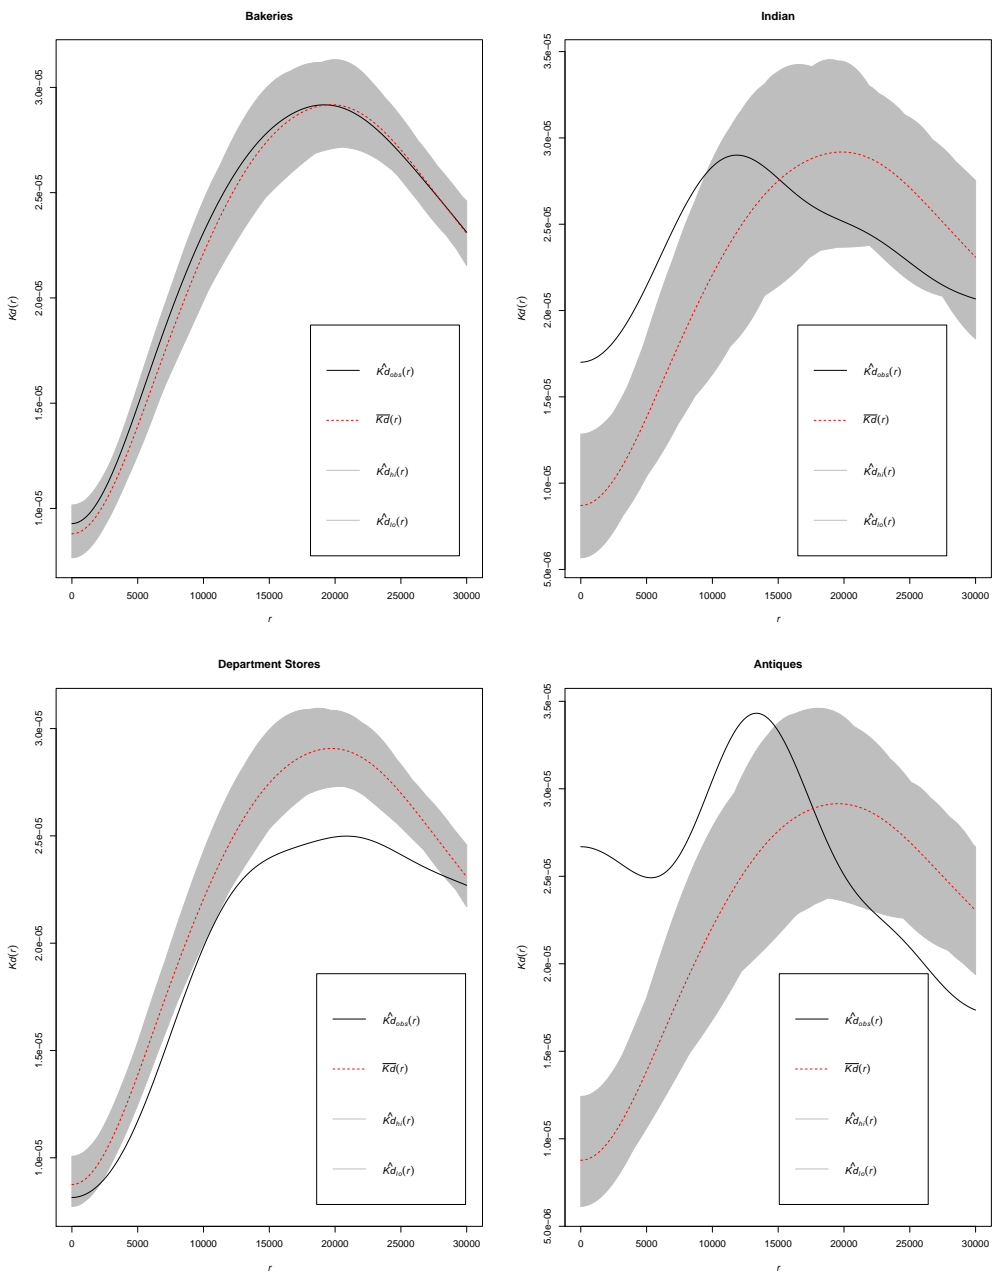 Bakeries
Kd(r)
3.0e−05
2.5e−05
2.0e−05
1.5e−05
1.0e−05
0 5000 10000 15000 20000 25000 30000
r
K̂d_obs(r)
K̅d̅(r)
K̂d_hi(r)
K̂d_lo(r)
Indian
Kd(r)
3.5e−05
3.0e−05
2.5e−05
2.0e−05
1.5e−05
1.0e−05
5.0e−06
0 5000 10000 15000 20000 25000 30000
r
K̂d_obs(r)
K̅d̅(r)
K̂d_hi(r)
K̂d_lo(r)
Department Stores
Kd(r)
3.0e−05
2.5e−05
2.0e−05
1.5e−05
1.0e−05
0 5000 10000 15000 20000 25000 30000
r
K̂d_obs(r)
K̅d̅(r)
K̂d_hi(r)
K̂d_lo(r)
Antiques
Kd(r)
3.5e−05
3.0e−05
2.5e−05
2.0e−05
1.5e−05
1.0e−05
5.0e−06
0 5000 10000 15000 20000 25000 30000
r
K̂d_obs(r)
K̅d̅(r)
K̂d_hi(r)
K̂d_lo(r)